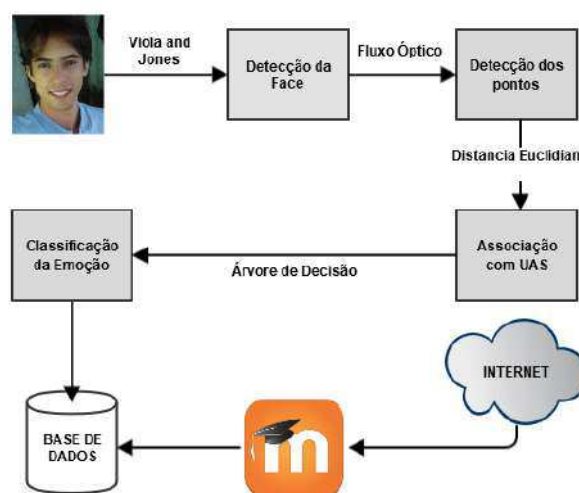 Viola and
Jones
Detecção da
Face
Fluxo Óptico
Detecção dos
pontos
Distancia Euclidian
Associação
com UAS
Árvore de Decisão
Classificação
da Emoção
INTERNET
m
BASE DE
DADOS